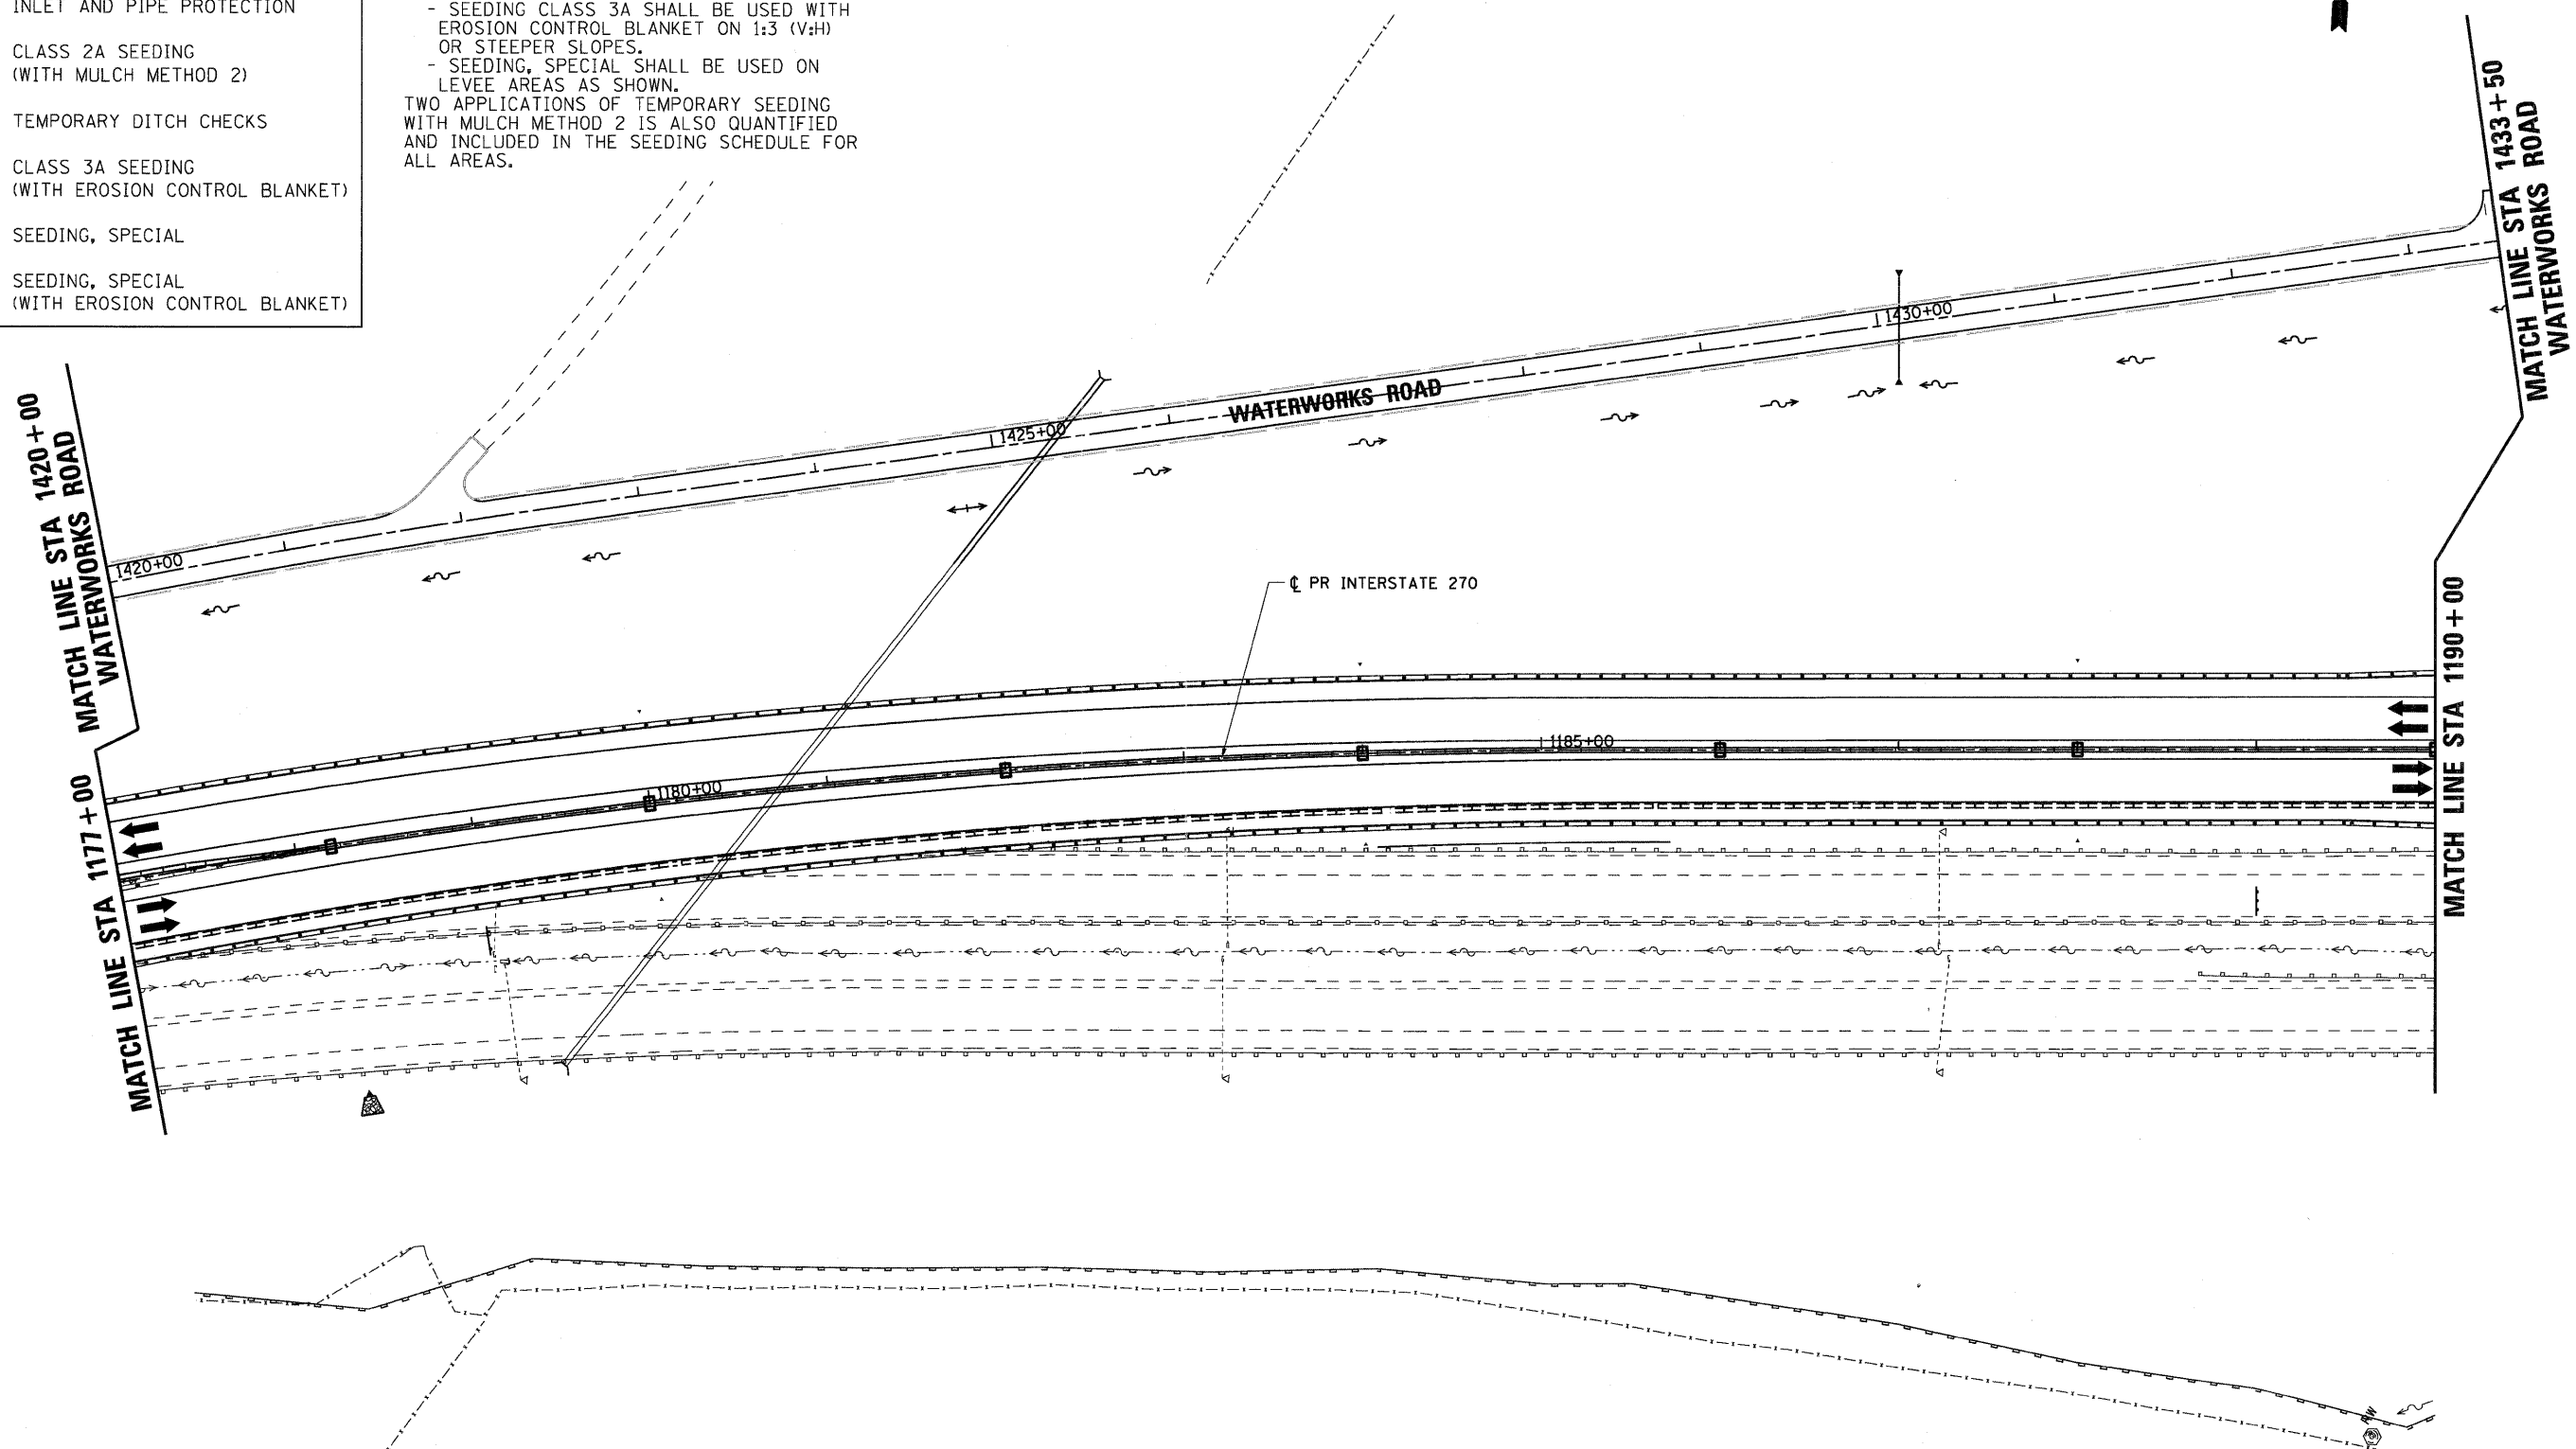 INLET AND PIPE PROTECTION
CLASS 2A SEEDING
(WITH MULCH METHOD 2)
TEMPORARY DITCH CHECKS
CLASS 3A SEEDING
(WITH EROSION CONTROL BLANKET)
SEEDING, SPECIAL
SEEDING, SPECIAL
(WITH EROSION CONTROL BLANKET)
- SEEDING CLASS 3A SHALL BE USED WITH
EROSION CONTROL BLANKET ON 1:3 (V:H)
OR STEEPER SLOPES.
- SEEDING, SPECIAL SHALL BE USED ON
LEVEE AREAS AS SHOWN.
TWO APPLICATIONS OF TEMPORARY SEEDING
WITH MULCH METHOD 2 IS ALSO QUANTIFIED
AND INCLUDED IN THE SEEDING SCHEDULE FOR
ALL AREAS.
MATCH LINE STA 1433+50
WATERWORKS ROAD
1430+00
WATERWORKS ROAD
1425+00
1420+00
MATCH LINE STA 1420+00
WATERWORKS ROAD
℄ PR INTERSTATE 270
MATCH LINE STA 1190+00
1185+00
1180+00
MATCH LINE STA 1177+00